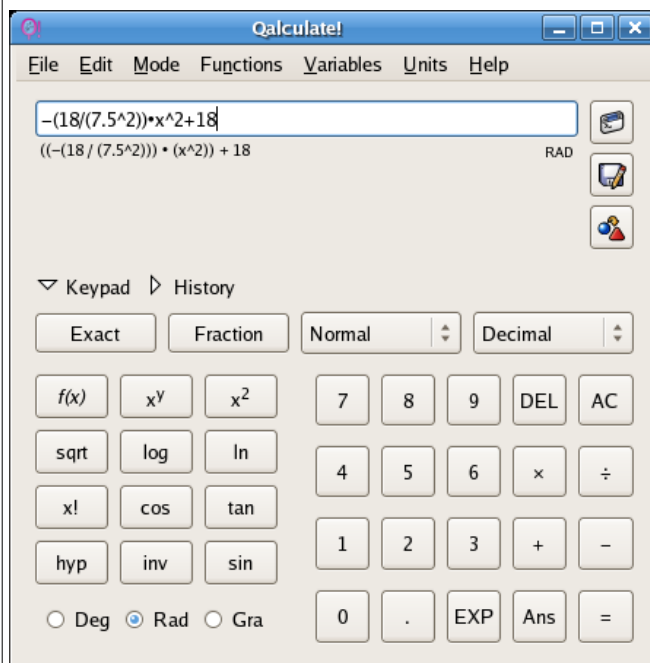 Qalculate!
File Edit Mode Functions Variables Units Help
−(18/(7.5^2))•x^2+18
((−(18 / (7.5^2))) • (x^2)) + 18 RAD
Keypad History
Exact Fraction Normal Decimal
f(x) x^y x^2 7 8 9 DEL AC
sqrt log ln 4 5 6 × ÷
x! cos tan 1 2 3 + −
hyp inv sin
Deg Rad Gra 0 . EXP Ans =